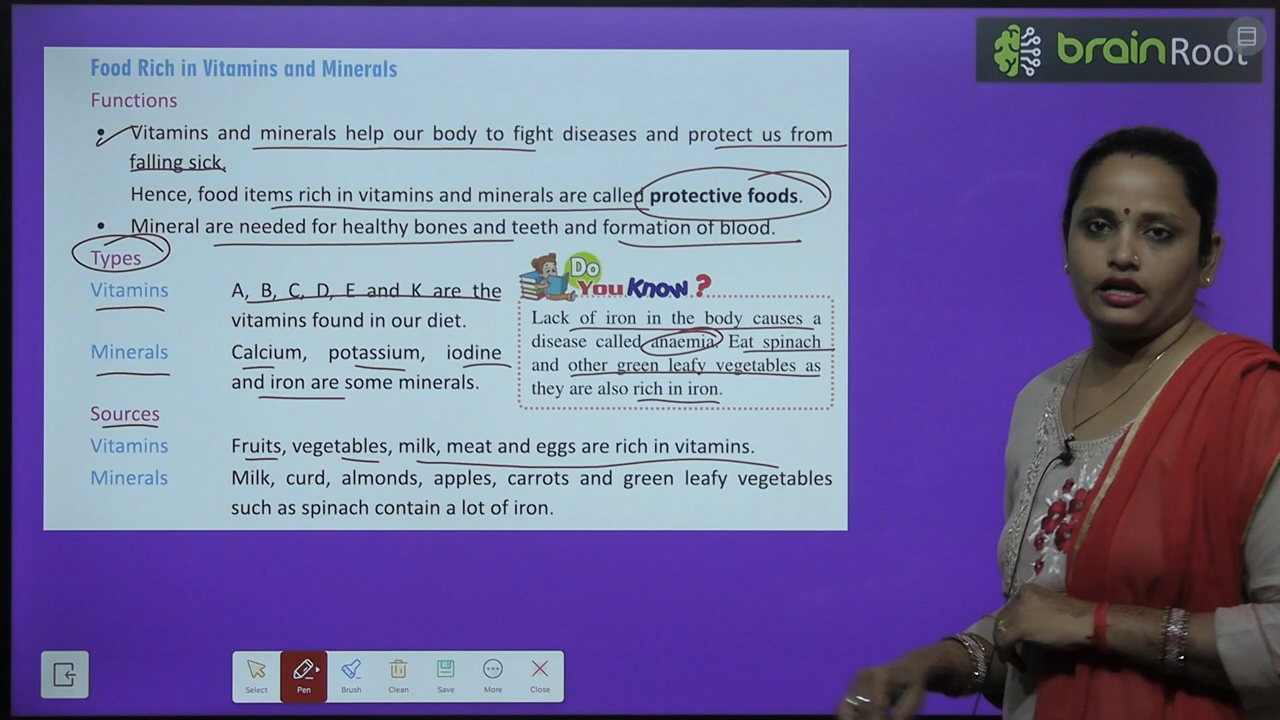 brainRoot
Food Rich in Vitamins and Minerals
Functions
• Vitamins and minerals help our body to fight diseases and protect us from
falling sick.
Hence, food items rich in vitamins and minerals are called protective foods.
• Mineral are needed for healthy bones and teeth and formation of blood.
Types
Vitamins A, B, C, D, E and K are the
vitamins found in our diet.
Minerals Calcium, potassium, iodine
and iron are some minerals.
Do
You Know?
Lack of iron in the body causes a
disease called anaemia. Eat spinach
and other green leafy vegetables as
they are also rich in iron.
Sources
Vitamins Fruits, vegetables, milk, meat and eggs are rich in vitamins.
Minerals Milk, curd, almonds, apples, carrots and green leafy vegetables
such as spinach contain a lot of iron.
Select Pen Brush Clean Save More Close